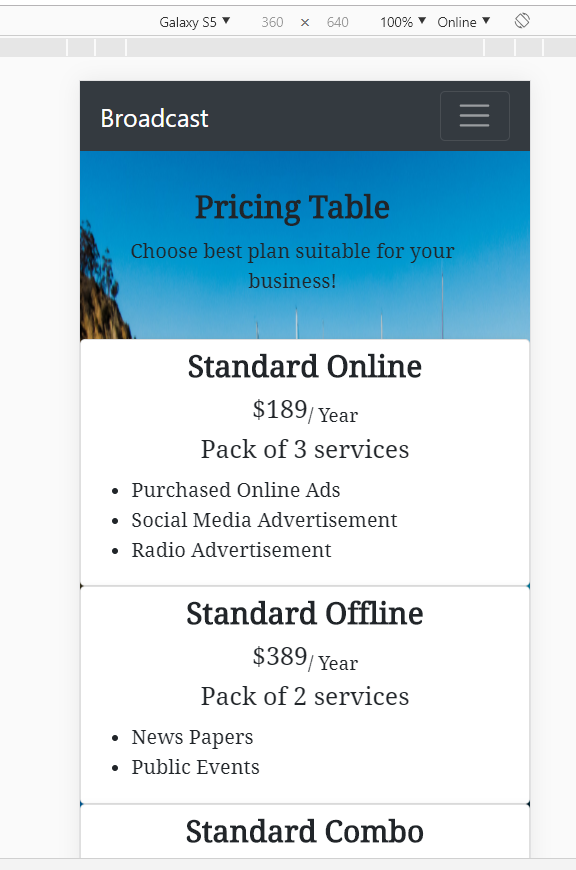 Galaxy S5 ▼ 360 × 640 100% ▼ Online ▼
Broadcast
Pricing Table
Choose best plan suitable for your
business!
Standard Online
$189/ Year
Pack of 3 services
• Purchased Online Ads
• Social Media Advertisement
• Radio Advertisement
Standard Offline
$389/ Year
Pack of 2 services
• News Papers
• Public Events
Standard Combo